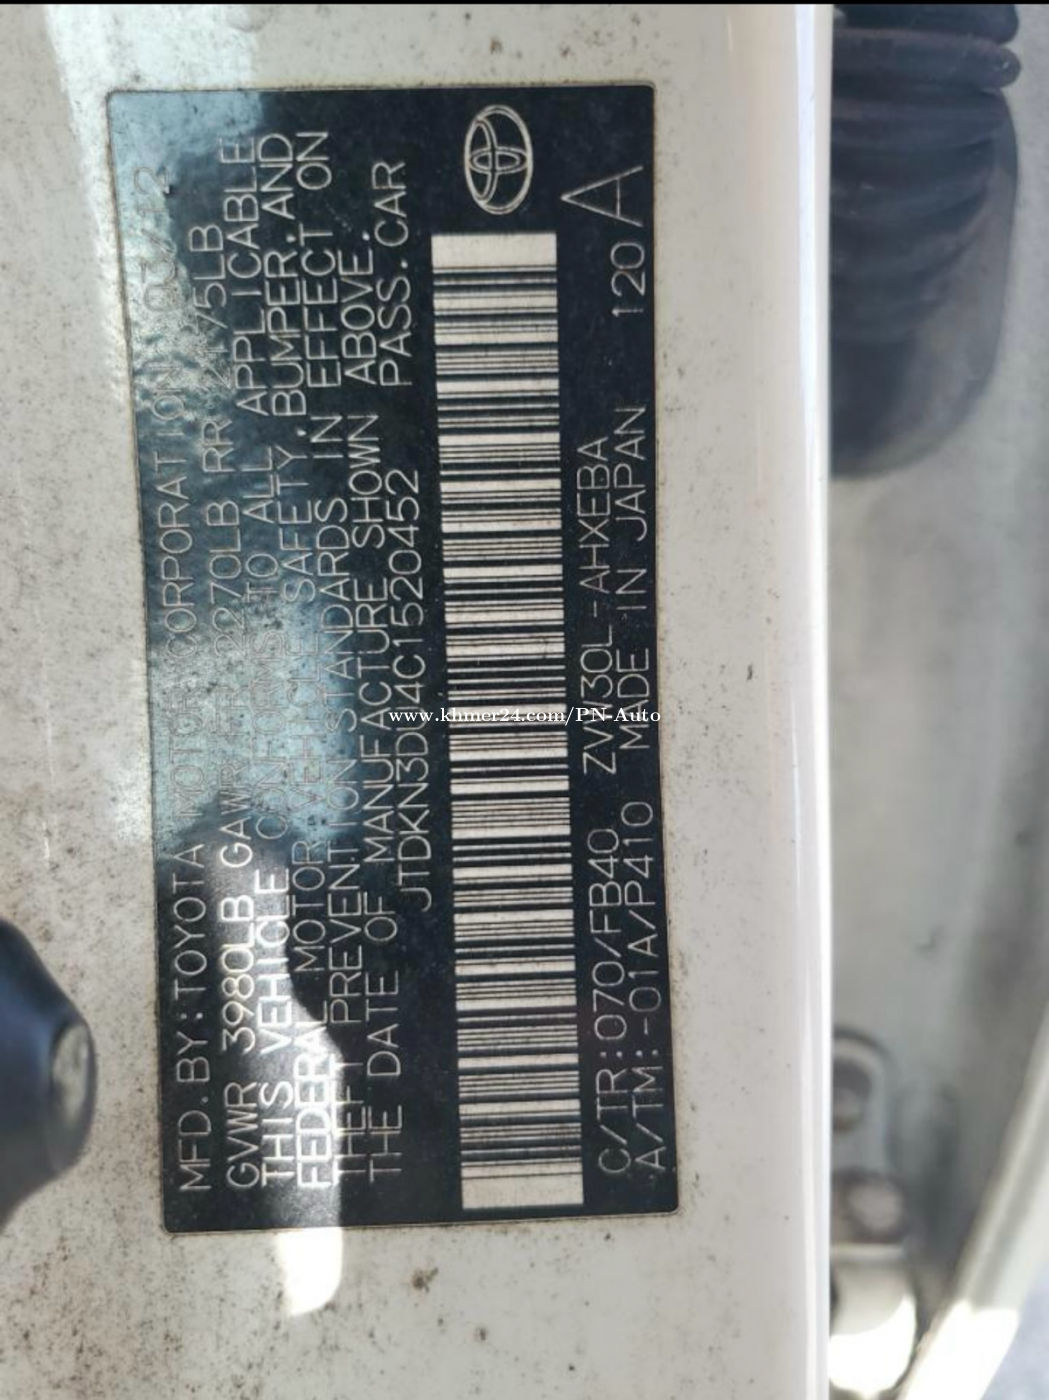 MFD.BY:TOYOTA MOTOR CORPORATION 03/12
GVWR 3980LB GAWR FR 2270LB RR 2175LB
THIS VEHICLE CONFORMS TO ALL APPLICABLE
FEDERAL MOTOR VEHICLE SAFETY,BUMPER,AND
THEFT PREVENTION STANDARDS IN EFFECT ON
THE DATE OF MANUFACTURE SHOWN ABOVE.
JTDKN3DU4C1520452 PASS.CAR
C/TR:070/FB40 ZVW30L-AHXEBA 120 A
A/TM:-01A/P410 MADE IN JAPAN
www.khmer24.com/PN-Auto